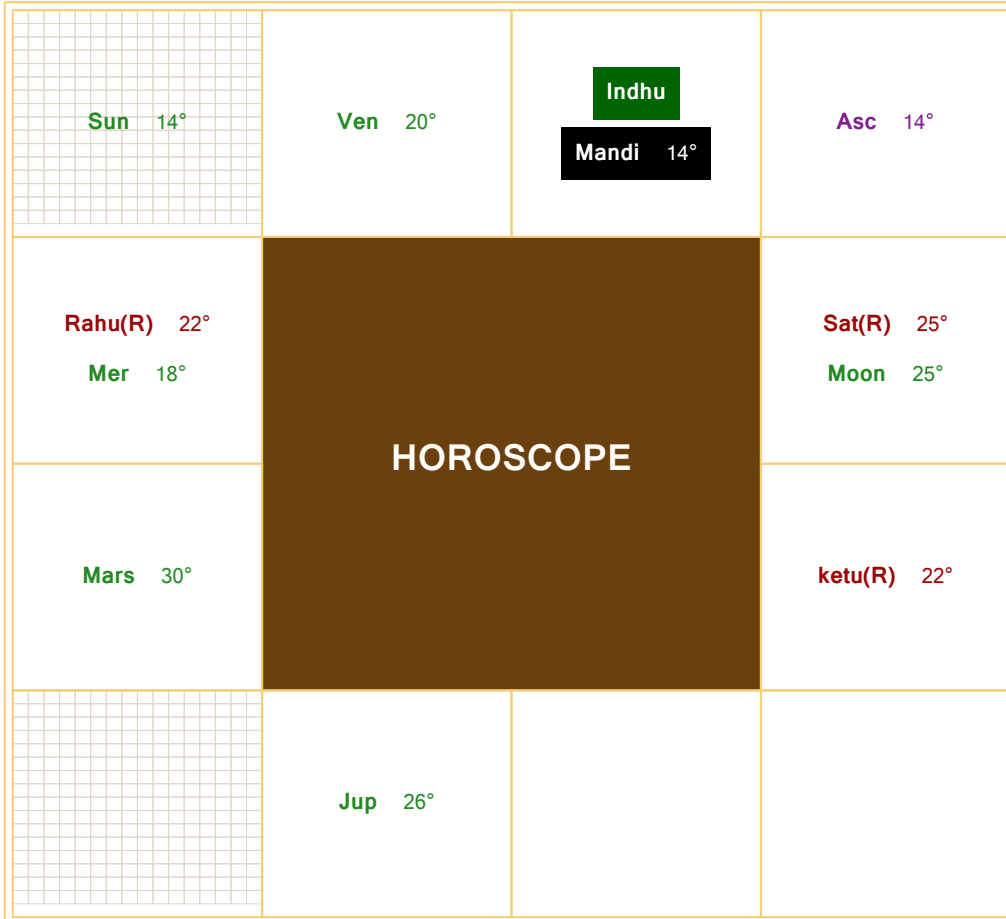 Sun 14°
Ven 20°
Indhu
Mandi 14°
Asc 14°
Rahu(R) 22°
Mer 18°
Sat(R) 25°
Moon 25°
HOROSCOPE
Mars 30°
ketu(R) 22°
Jup 26°